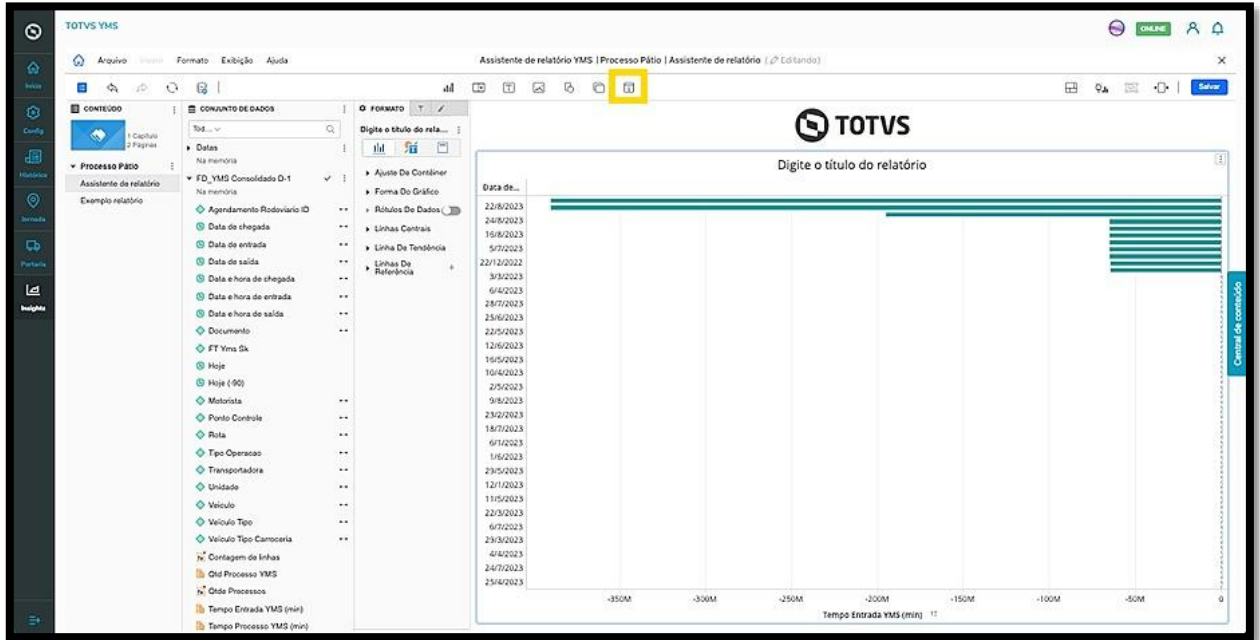 TOTVS YMS
ONLINE
Arquivo Formato Exibição Ajuda
Assistente de relatório YMS | Processo Pátio | Assistente de relatório ( Editando)
Salvar
Início
Config
Histórico
Jornada
Portaria
Insights
CONTEÚDO
1 Capítulo
2 Páginas
Processo Pátio
Assistente de relatório
Exemplo relatório
CONJUNTO DE DADOS
Tod...
Datas
Na memória
FD_YMS Consolidado D-1
Na memória
Agendamento Rodoviario ID
Data de chegada
Data de entrada
Data de saída
Data e hora de chegada
Data e hora de entrada
Data e hora de saída
Documento
FT Yms Sk
Hoje
Hoje (-90)
Motorista
Ponto Controle
Rota
Tipo Operacao
Transportadora
Unidade
Veiculo
Veiculo Tipo
Veiculo Tipo Carroceria
Contagem de linhas
Qtd Processo YMS
Qtde Processos
Tempo Entrada YMS (min)
Tempo Processo YMS (min)
FORMATO
Digite o título do rela...
Ajuste De Contêiner
Forma Do Gráfico
Rótulos De Dados
Linhas Centrais
Linha De Tendência
Linhas De
Referência
TOTVS
Digite o título do relatório
Data de...
22/8/2023
24/8/2023
16/8/2023
5/7/2023
22/12/2022
3/3/2023
6/4/2023
28/7/2023
25/6/2023
22/5/2023
12/6/2023
16/5/2023
10/4/2023
2/5/2023
9/8/2023
23/2/2023
18/7/2023
6/1/2023
1/6/2023
29/5/2023
12/1/2023
11/5/2023
22/3/2023
6/7/2023
29/3/2023
4/4/2023
24/7/2023
25/4/2023
-350M -300M -250M -200M -150M -100M -50M 0
Tempo Entrada YMS (min)
Central de conteúdo